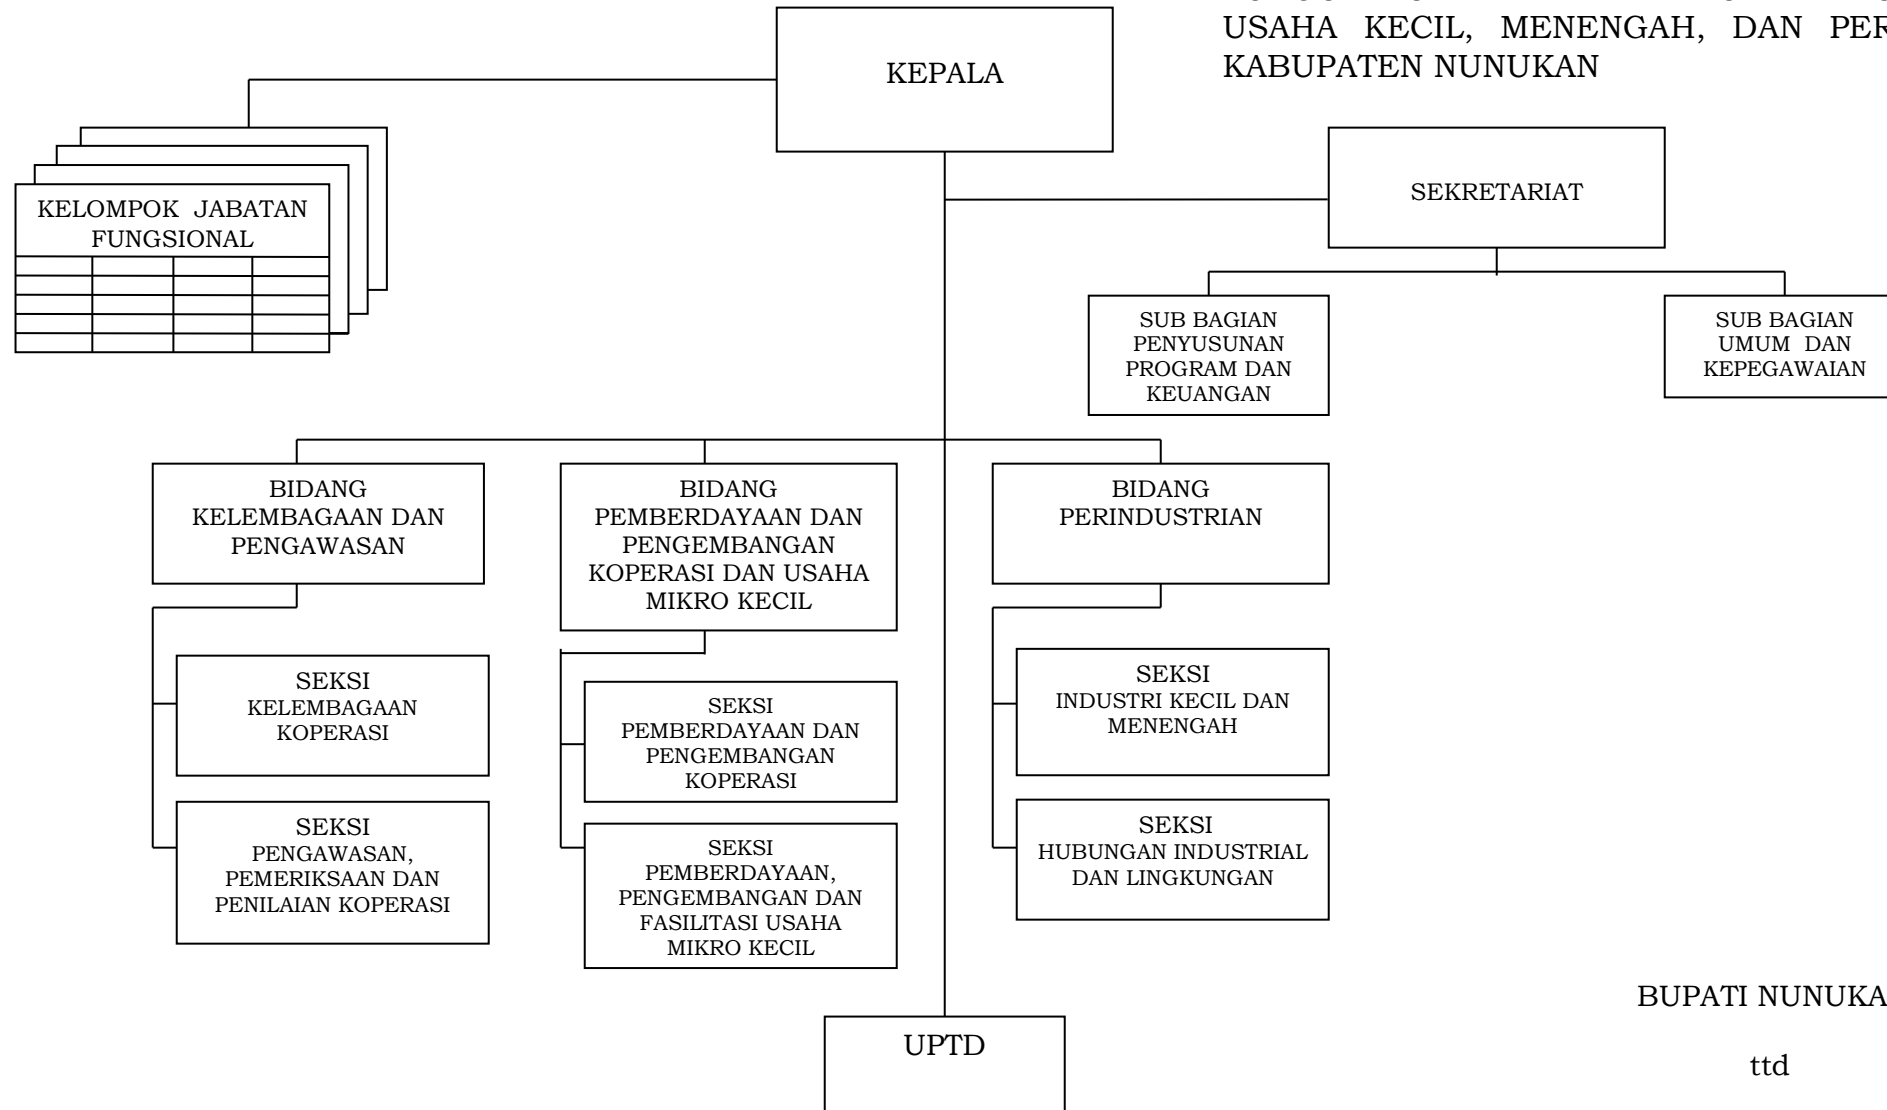 USAHA KECIL, MENENGAH, DAN
KABUPATEN NUNUKAN
KEPALA
SEKRETARIAT
KELOMPOK JABATAN
FUNGSIONAL
SUB BAGIAN
PENYUSUNAN
PROGRAM DAN
KEUANGAN
SUB BAGIAN
UMUM DAN
KEPEGAWAIAN
BIDANG
KELEMBAGAAN DAN
PENGAWASAN
BIDANG
PEMBERDAYAAN DAN
PENGEMBANGAN
KOPERASI DAN USAHA
MIKRO KECIL
BIDANG
PERINDUSTRIAN
SEKSI
KELEMBAGAAN
KOPERASI
SEKSI
PENGAWASAN,
PEMERIKSAAN DAN
PENILAIAN KOPERASI
SEKSI
PEMBERDAYAAN DAN
PENGEMBANGAN
KOPERASI
SEKSI
PEMBERDAYAAN,
PENGEMBANGAN DAN
FASILITASI USAHA
MIKRO KECIL
SEKSI
INDUSTRI KECIL DAN
MENENGAH
SEKSI
HUBUNGAN INDUSTRIAL
DAN LINGKUNGAN
UPTD
BUPATI
ttd